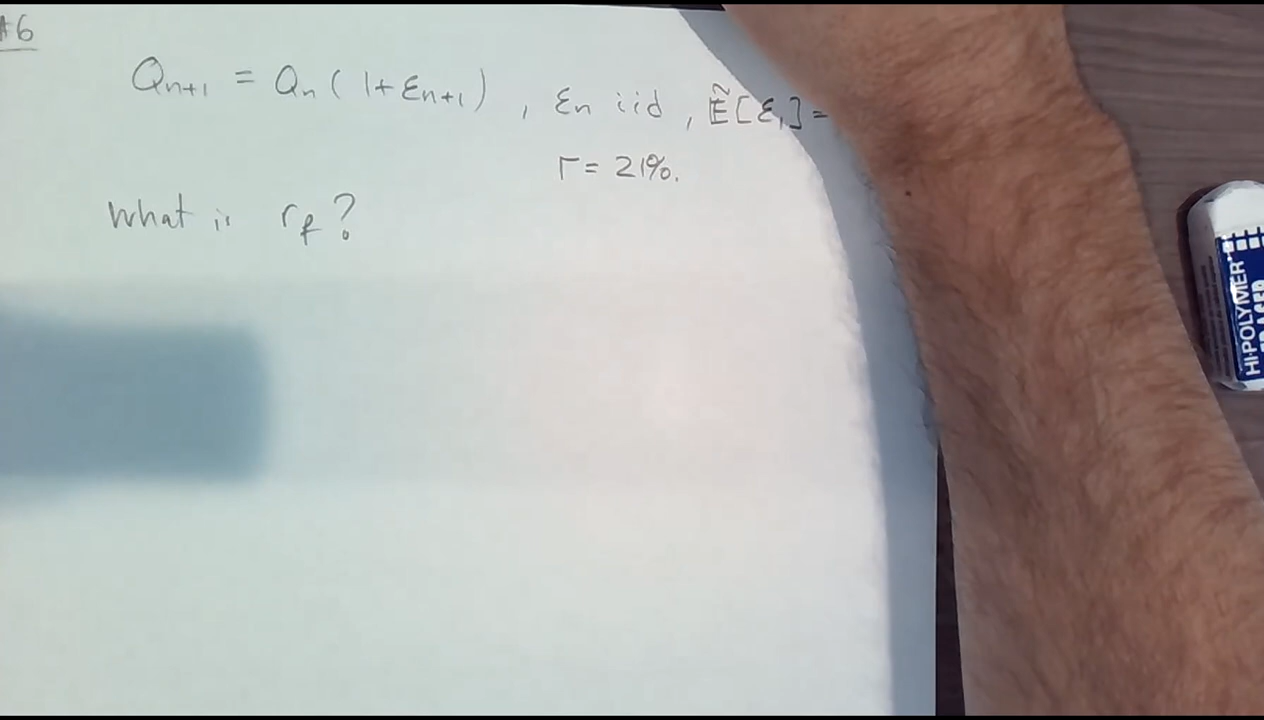 #6
Qn+1 = Qn ( 1 + εn+1 ) , εn iid , Ẽ[ε1] =
r = 21%.
What is rf?
HI-POLYMER